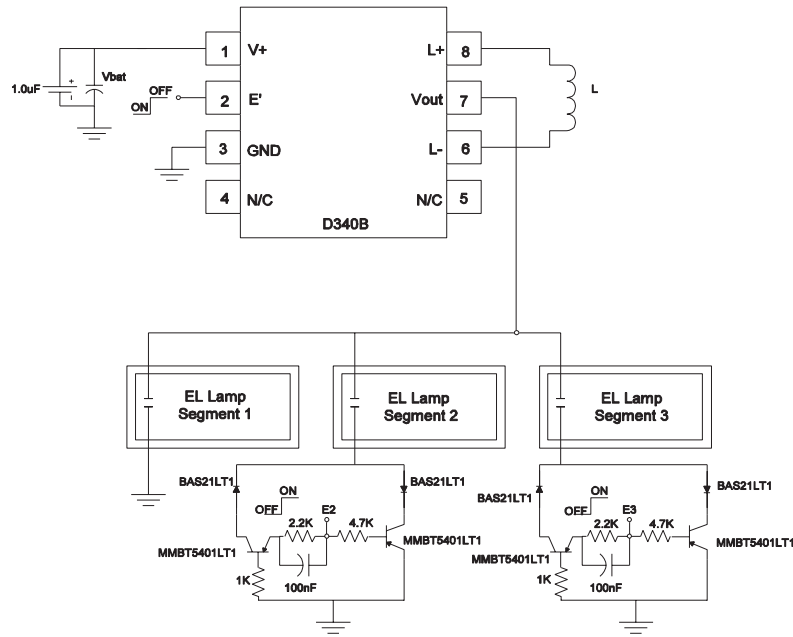 1 V+ L+ 8
Vbat
1.0uF + -
OFF
ON
2 E' Vout 7
L
3 GND L- 6
4 N/C N/C 5
D340B
EL Lamp
Segment 1
EL Lamp
Segment 2
EL Lamp
Segment 3
BAS21LT1
ON
OFF
E2
BAS21LT1
2.2K
4.7K
MMBT5401LT1
MMBT5401LT1
1K
100nF
BAS21LT1
ON
OFF
E3
BAS21LT1
2.2K
4.7K
MMBT5401LT1
MMBT5401LT1
1K
100nF